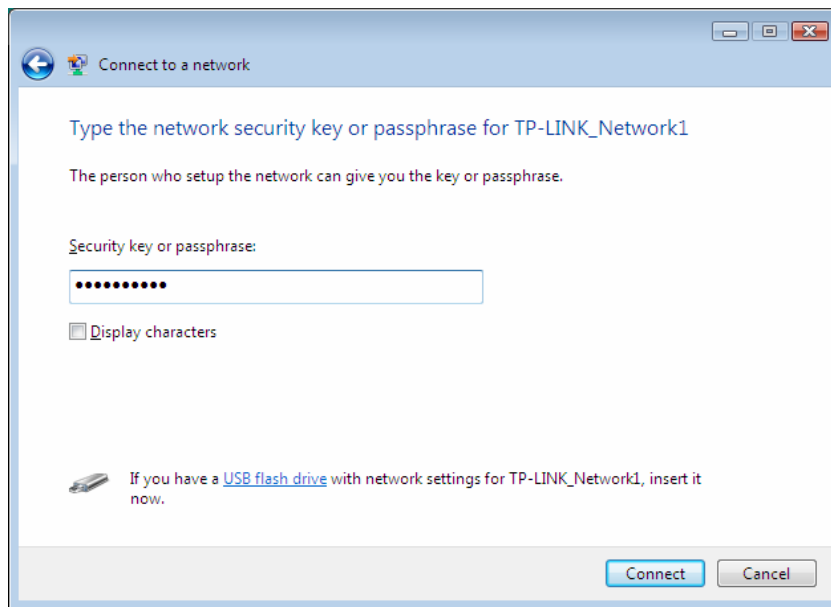 Connect to a network
Type the network security key or passphrase for TP-LINK_Network1
The person who setup the network can give you the key or passphrase.
Security key or passphrase:
••••••••••
Display characters
If you have a USB flash drive with network settings for TP-LINK_Network1, insert it
now.
Connect Cancel